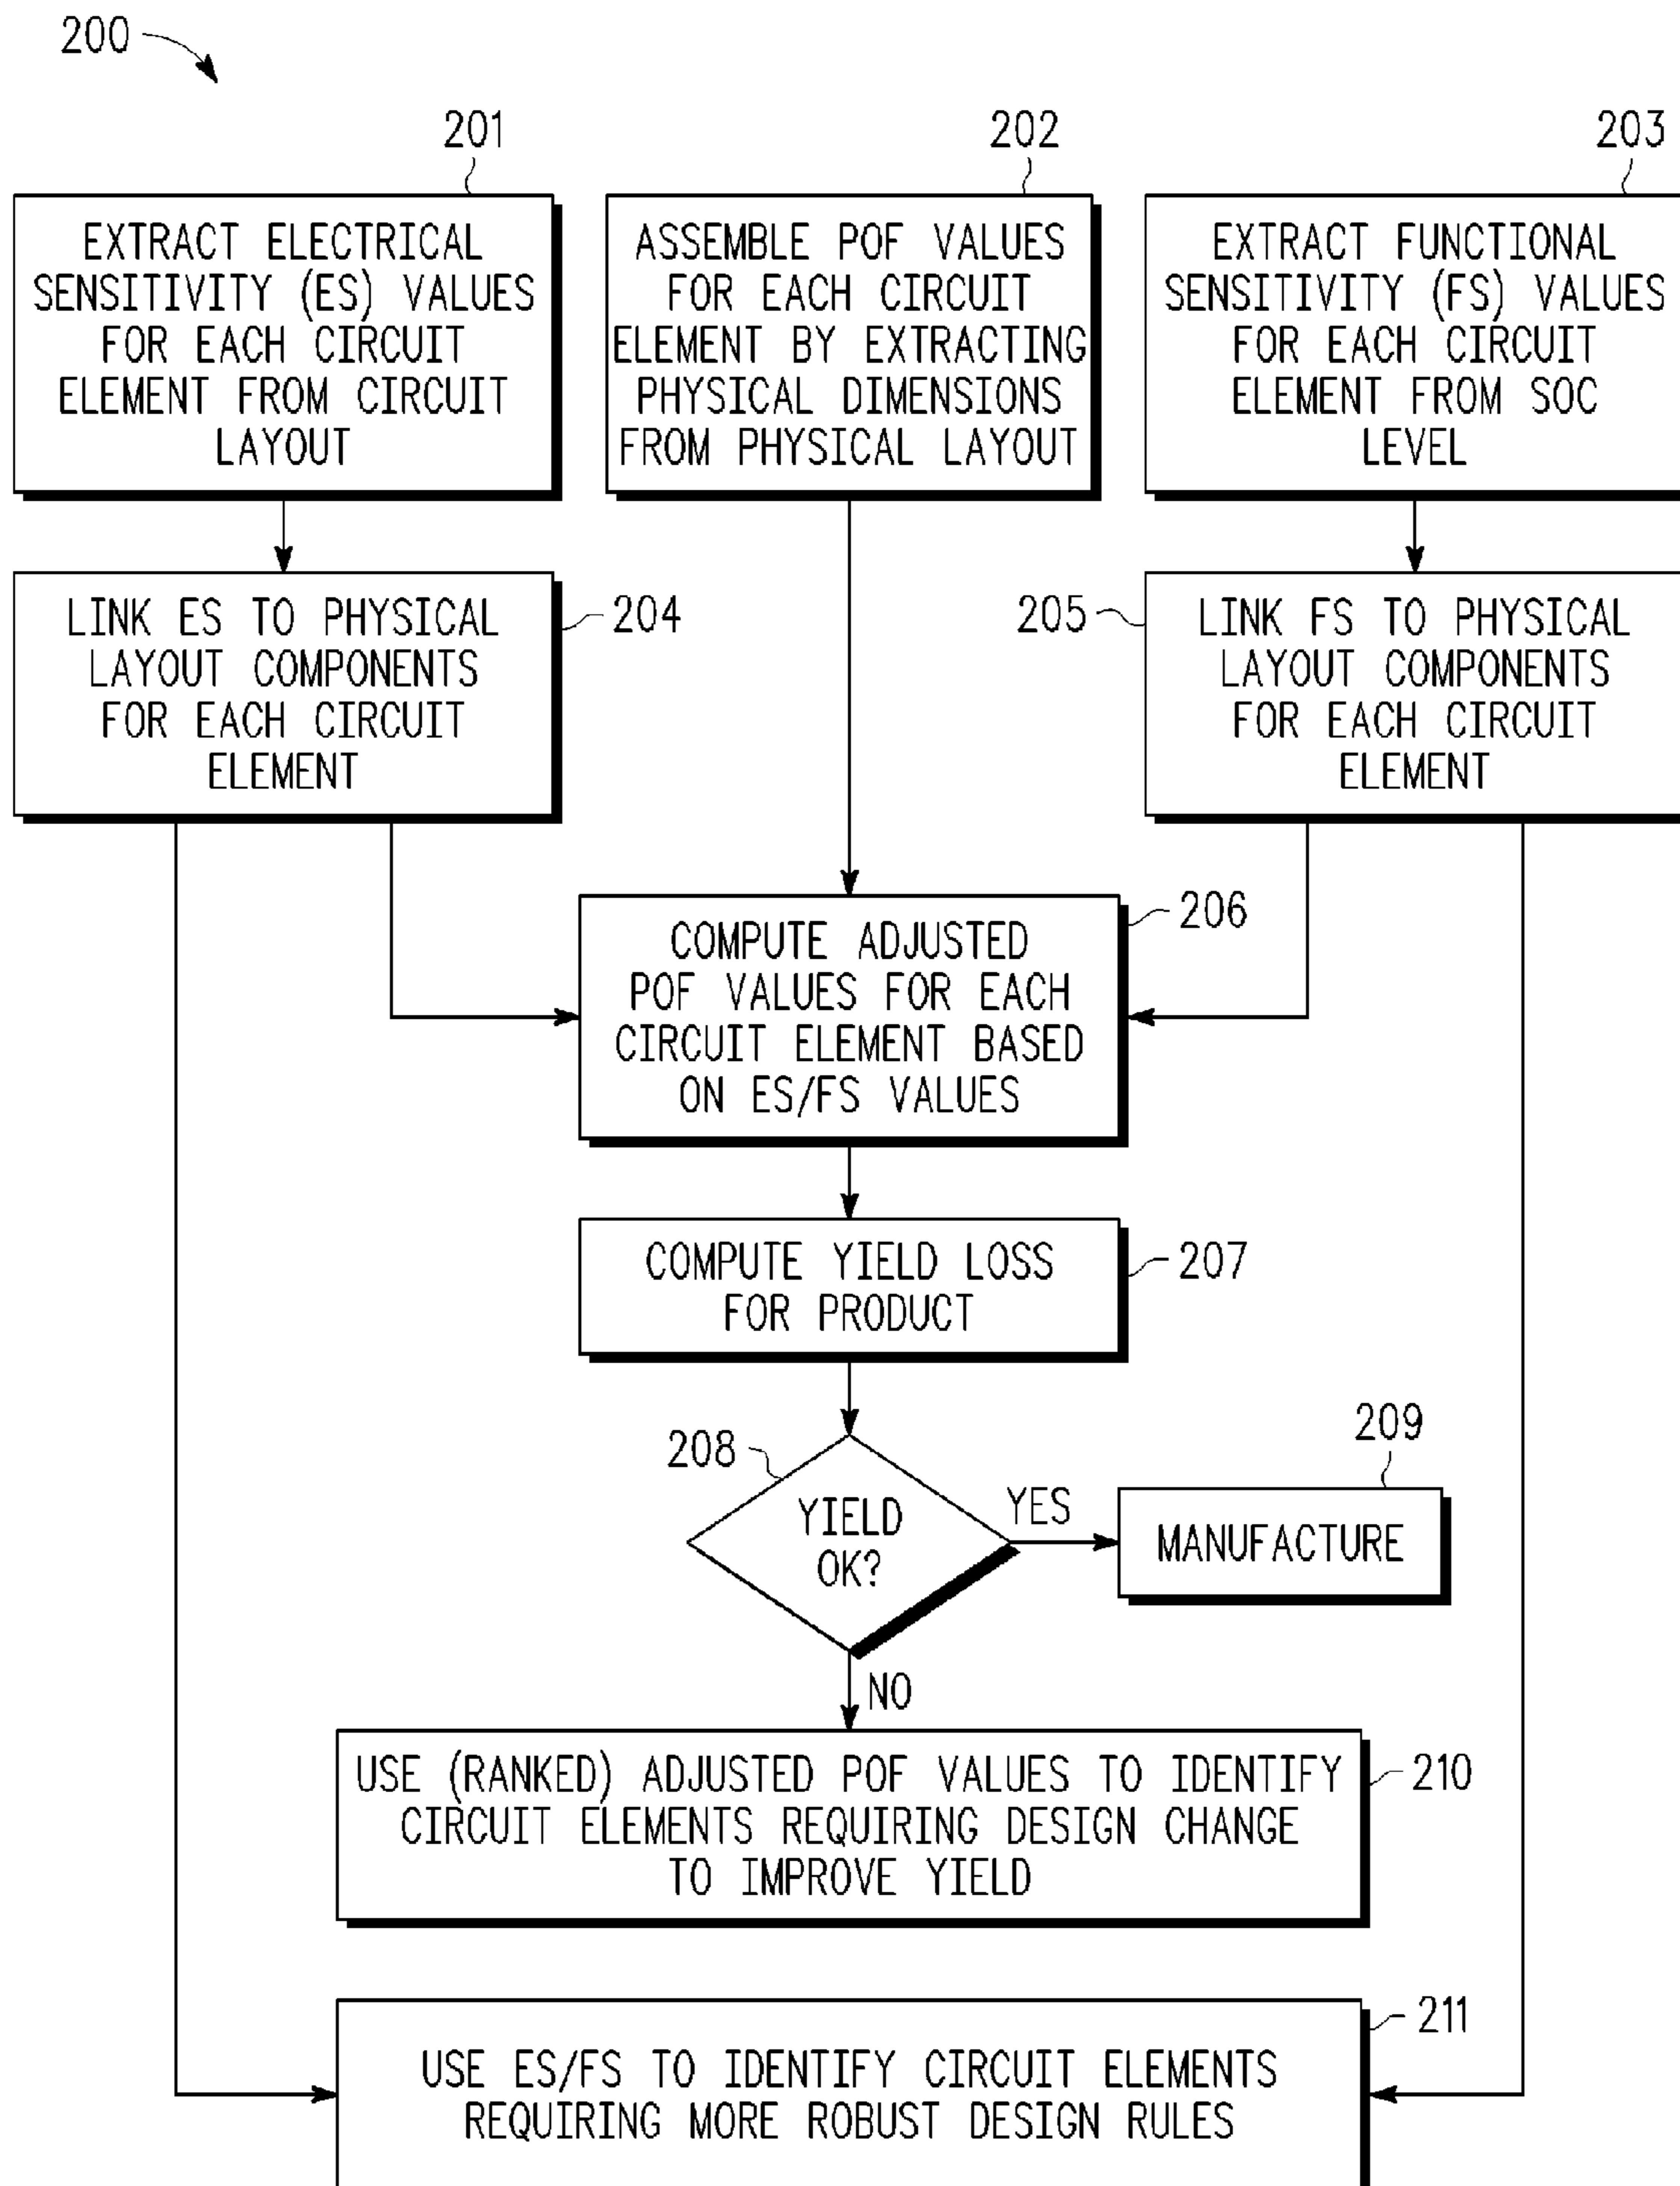 200
201
EXTRACT ELECTRICAL
SENSITIVITY (ES) VALUES
FOR EACH CIRCUIT
ELEMENT FROM CIRCUIT
LAYOUT
202
ASSEMBLE POF VALUES
FOR EACH CIRCUIT
ELEMENT BY EXTRACTING
PHYSICAL DIMENSIONS
FROM PHYSICAL LAYOUT
203
EXTRACT FUNCTIONAL
SENSITIVITY (FS) VALUES
FOR EACH CIRCUIT
ELEMENT FROM SOC
LEVEL
LINK ES TO PHYSICAL
LAYOUT COMPONENTS
FOR EACH CIRCUIT
ELEMENT
204
205
LINK FS TO PHYSICAL
LAYOUT COMPONENTS
FOR EACH CIRCUIT
ELEMENT
206
COMPUTE ADJUSTED
POF VALUES FOR EACH
CIRCUIT ELEMENT BASED
ON ES/FS VALUES
COMPUTE YIELD LOSS
FOR PRODUCT
207
208
YIELD
OK?
YES
209
MANUFACTURE
NO
USE (RANKED) ADJUSTED POF VALUES TO IDENTIFY
CIRCUIT ELEMENTS REQUIRING DESIGN CHANGE
TO IMPROVE YIELD
210
211
USE ES/FS TO IDENTIFY CIRCUIT ELEMENTS
REQUIRING MORE ROBUST DESIGN RULES